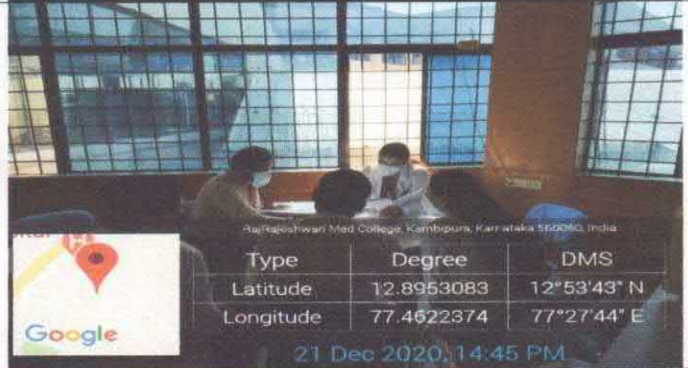 RajRajeshwari Med College, Kambipura, Karnataka 560060, India
Type Degree DMS
Latitude 12.8953083 12°53'43" N
Longitude 77.4622374 77°27'44" E
Google
21 Dec 2020, 14:45 PM